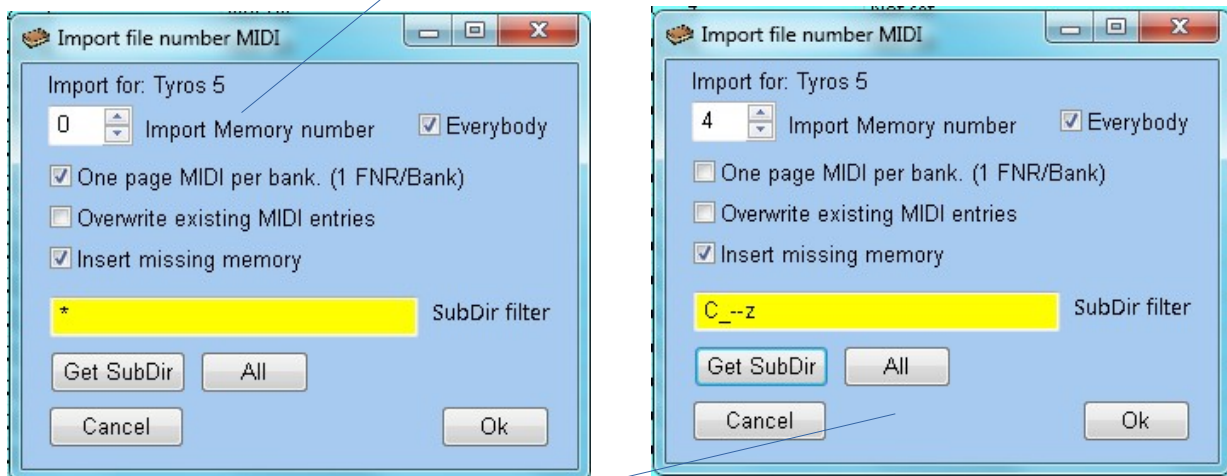 Import file number MIDI
Import for: Tyros 5
0 Import Memory number Everybody
One page MIDI per bank. (1 FNR/Bank)
Overwrite existing MIDI entries
Insert missing memory
* SubDir filter
Get SubDir All
Cancel Ok
Import file number MIDI
Import for: Tyros 5
4 Import Memory number Everybody
One page MIDI per bank. (1 FNR/Bank)
Overwrite existing MIDI entries
Insert missing memory
C_--z SubDir filter
Get SubDir All
Cancel Ok